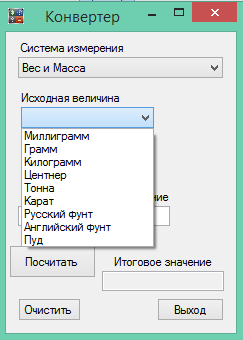 Конвертер
Система измерения
Вес и Масса
Исходная величина
Миллиграмм
Грамм
Килограмм
Центнер
Тонна
Карат
Русский фунт
Английский фунт
Пуд
ние
Посчитать
Итоговое значение
Очистить
Выход